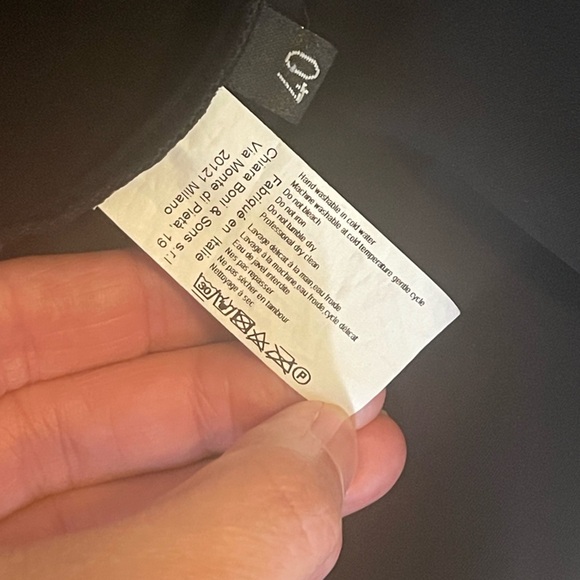 40
Hand washable in cold water
Machine washable at cold temperature gentle cycle
Do not bleach
Do not iron
Do not tumble dry
Professional dry clean
Lavage délicat à la main,eau froide
Lavage à la machine,eau froide,cycle délicat
Eau de javel interdite
Nes pas repasser
Ne pas sécher en tambour
Nettoyage à sec
Fabriqué en Italie
Chiara Boni & Sons s.r.l
Via Monte di Pietà, 19
20121 Milano
P